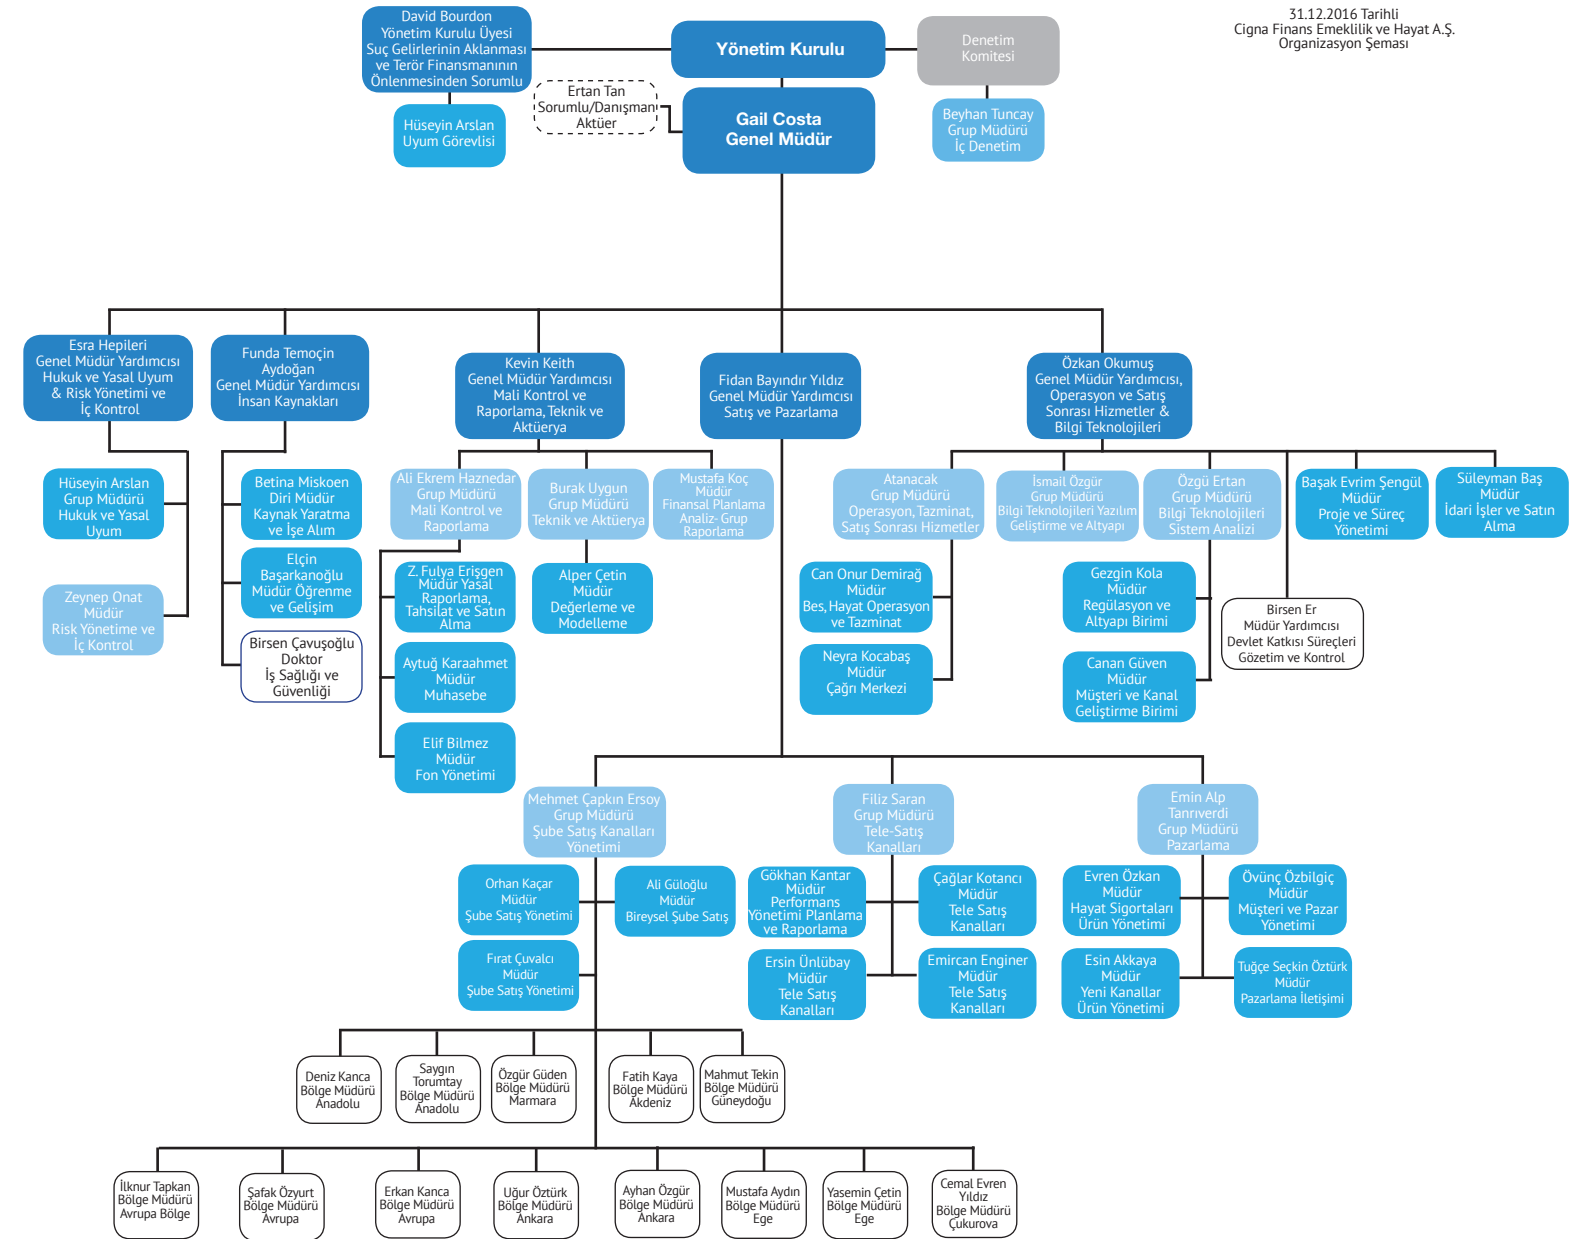 31.12.2016 Tarihli
Cigna Finans Emeklilik ve Hayat A.Ş.
Organizasyon Şeması
David Bourdon
Yönetim Kurulu Üyesi
Suç Gelirlerinin Aklanması
ve Terör Finansmanının
Önlenmesinden Sorumlu
Yönetim Kurulu
Denetim
Komitesi
Ertan Tan
Sorumlu/Danışman
Aktüer
Gail Costa
Genel Müdür
Hüseyin Arslan
Uyum Görevlisi
Beyhan Tuncay
Grup Müdürü
İç Denetim
Esra Hepileri
Genel Müdür Yardımcısı
Hukuk ve Yasal Uyum
& Risk Yönetimi ve
İç Kontrol
Funda Temoçin
Aydoğan
Genel Müdür Yardımcısı
İnsan Kaynakları
Kevin Keith
Genel Müdür Yardımcısı
Mali Kontrol ve
Raporlama, Teknik ve
Aktüerya
Fidan Bayındır Yıldız
Genel Müdür Yardımcısı
Satış ve Pazarlama
Özkan Okumuş
Genel Müdür Yardımcısı,
Operasyon ve Satış
Sonrası Hizmetler &
Bilgi Teknolojileri
Hüseyin Arslan
Grup Müdürü
Hukuk ve Yasal
Uyum
Zeynep Onat
Müdür
Risk Yönetime ve
İç Kontrol
Betina Miskoen
Diri Müdür
Kaynak Yaratma
ve İşe Alım
Elçin
Başarkanoğlu
Müdür Öğrenme
ve Gelişim
Birsen Çavuşoğlu
Doktor
İş Sağlığı ve
Güvenliği
Ali Ekrem Haznedar
Grup Müdürü
Mali Kontrol ve
Raporlama
Burak Uygun
Grup Müdürü
Teknik ve Aktüerya
Mustafa Koç
Müdür
Finansal Planlama
Analiz- Grup
Raporlama
Z. Fulya Erişgen
Müdür Yasal
Raporlama,
Tahsilat ve Satın
Alma
Aytuğ Karaahmet
Müdür
Muhasebe
Elif Bilmez
Müdür
Fon Yönetimi
Alper Çetin
Müdür
Değerleme ve
Modelleme
Atanacak
Grup Müdürü
Operasyon, Tazminat,
Satış Sonrası Hizmetler
İsmail Özgür
Grup Müdürü
Bilgi Teknolojileri Yazılım
Geliştirme ve Altyapı
Özgü Ertan
Grup Müdürü
Bilgi Teknolojileri
Sistem Analizi
Başak Evrim Şengül
Müdür
Proje ve Süreç
Yönetimi
Süleyman Baş
Müdür
İdari İşler ve Satın
Alma
Can Onur Demirağ
Müdür
Bes, Hayat Operasyon
ve Tazminat
Neyra Kocabaş
Müdür
Çağrı Merkezi
Gezgin Kola
Müdür
Regülasyon ve
Altyapı Birimi
Canan Güven
Müdür
Müşteri ve Kanal
Geliştirme Birimi
Birsen Er
Müdür Yardımcısı
Devlet Katkısı Süreçleri
Gözetim ve Kontrol
Mehmet Çapkın Ersoy
Grup Müdürü
Şube Satış Kanalları
Yönetimi
Filiz Saran
Grup Müdürü
Tele-Satış
Kanalları
Emin Alp
Tanrıverdi
Grup Müdürü
Pazarlama
Orhan Kaçar
Müdür
Şube Satış Yönetimi
Ali Güloğlu
Müdür
Bireysel Şube Satış
Fırat Çuvalcı
Müdür
Şube Satış Yönetimi
Gökhan Kantar
Müdür
Performans
Yönetimi Planlama
ve Raporlama
Çağlar Kotancı
Müdür
Tele Satış
Kanalları
Ersin Ünlübay
Müdür
Tele Satış
Kanalları
Emircan Enginer
Müdür
Tele Satış
Kanalları
Evren Özkan
Müdür
Hayat Sigortaları
Ürün Yönetimi
Övünç Özbilgiç
Müdür
Müşteri ve Pazar
Yönetimi
Esin Akkaya
Müdür
Yeni Kanallar
Ürün Yönetimi
Tuğçe Seçkin Öztürk
Müdür
Pazarlama İletişimi
Deniz Kanca
Bölge Müdürü
Anadolu
Saygın
Torumtay
Bölge Müdürü
Anadolu
Özgür Güden
Bölge Müdürü
Marmara
Fatih Kaya
Bölge Müdürü
Akdeniz
Mahmut Tekin
Bölge Müdürü
Güneydoğu
İlknur Tapkan
Bölge Müdürü
Avrupa Bölge
Şafak Özyurt
Bölge Müdürü
Avrupa
Erkan Kanca
Bölge Müdürü
Avrupa
Uğur Öztürk
Bölge Müdürü
Ankara
Ayhan Özgür
Bölge Müdürü
Ankara
Mustafa Aydın
Bölge Müdürü
Ege
Yasemin Çetin
Bölge Müdürü
Ege
Cemal Evren
Yıldız
Bölge Müdürü
Çukurova